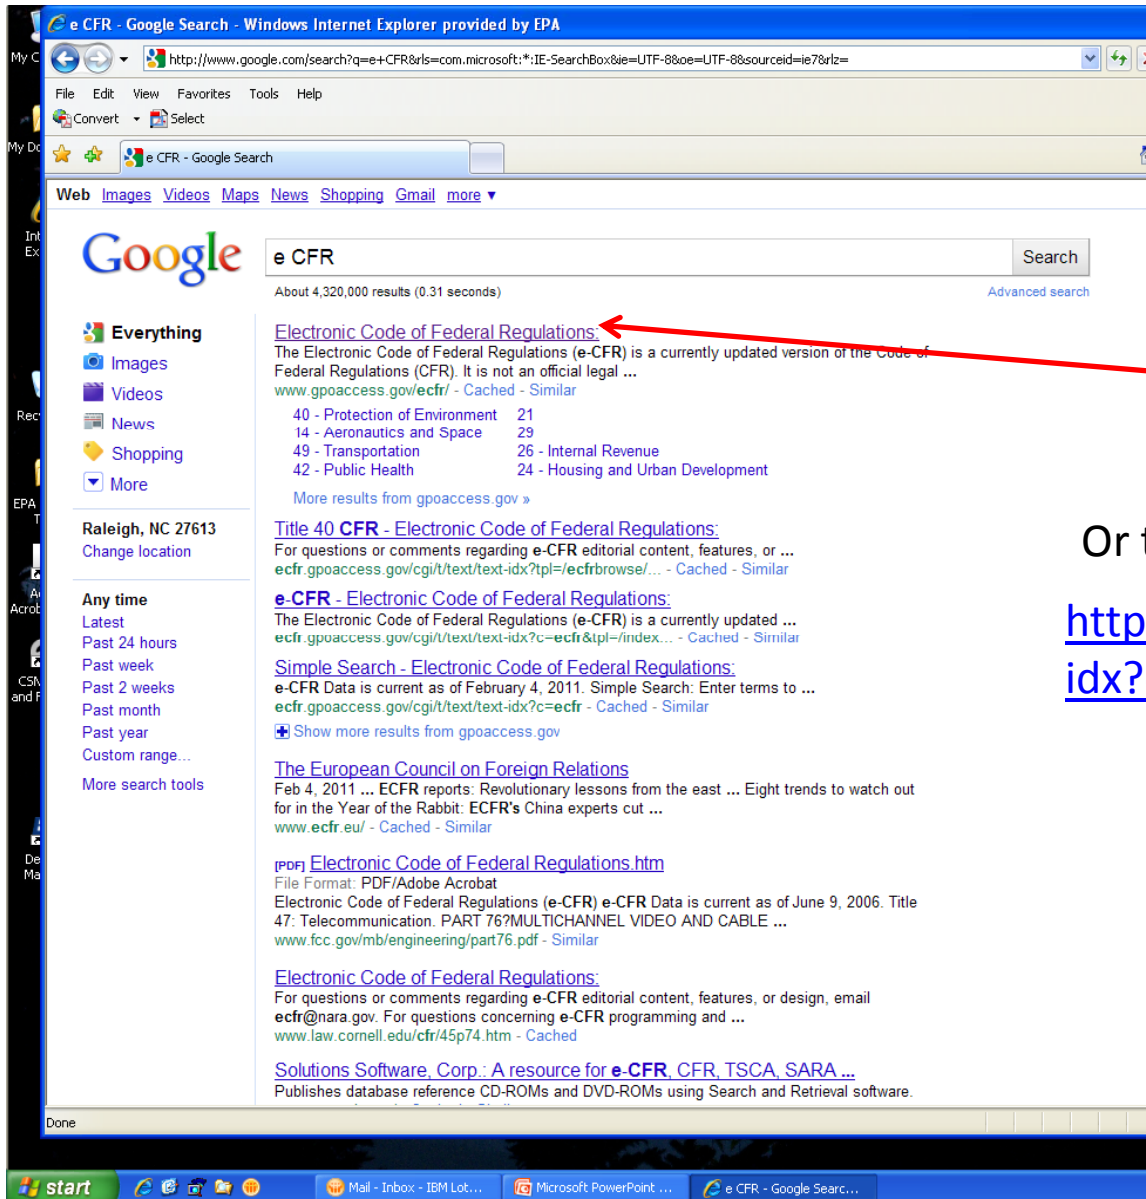 e CFR - Google Search - Windows Internet Explorer provided by EPA
http://www.google.com/search?q=e+CFR&rls=com.microsoft:*:IE-SearchBox&ie=UTF-8&oe=UTF-8&sourceid=ie7&rlz=
File Edit View Favorites Tools Help
Convert Select
e CFR - Google Search
Web Images Videos Maps News Shopping Gmail more
Google
e CFR
Search
About 4,320,000 results (0.31 seconds)
Advanced search
Everything
Images
Videos
News
Shopping
More
Raleigh, NC 27613
Change location
Any time
Latest
Past 24 hours
Past week
Past 2 weeks
Past month
Past year
Custom range...
More search tools
Electronic Code of Federal Regulations:
The Electronic Code of Federal Regulations (e-CFR) is a currently updated version of the Code of
Federal Regulations (CFR). It is not an official legal ...
www.gpoaccess.gov/ecfr/ - Cached - Similar
40 - Protection of Environment 21
14 - Aeronautics and Space 29
49 - Transportation 26 - Internal Revenue
42 - Public Health 24 - Housing and Urban Development
More results from gpoaccess.gov »
Title 40 CFR - Electronic Code of Federal Regulations:
For questions or comments regarding e-CFR editorial content, features, or ...
ecfr.gpoaccess.gov/cgi/t/text/text-idx?tpl=/ecfrbrowse/... - Cached - Similar
e-CFR - Electronic Code of Federal Regulations:
The Electronic Code of Federal Regulations (e-CFR) is a currently updated ...
ecfr.gpoaccess.gov/cgi/t/text/text-idx?c=ecfr&tpl=/index... - Cached - Similar
Simple Search - Electronic Code of Federal Regulations:
e-CFR Data is current as of February 4, 2011. Simple Search: Enter terms to ...
ecfr.gpoaccess.gov/cgi/t/text/text-idx?c=ecfr - Cached - Similar
Show more results from gpoaccess.gov
The European Council on Foreign Relations
Feb 4, 2011 ... ECFR reports: Revolutionary lessons from the east ... Eight trends to watch out
for in the Year of the Rabbit: ECFR's China experts cut ...
www.ecfr.eu/ - Cached - Similar
[PDF] Electronic Code of Federal Regulations.htm
File Format: PDF/Adobe Acrobat
Electronic Code of Federal Regulations (e-CFR) e-CFR Data is current as of June 9, 2006. Title
47: Telecommunication. PART 76?MULTICHANNEL VIDEO AND CABLE ...
www.fcc.gov/mb/engineering/part76.pdf - Similar
Electronic Code of Federal Regulations:
For questions or comments regarding e-CFR editorial content, features, or design, email
ecfr@nara.gov. For questions concerning e-CFR programming and ...
www.law.cornell.edu/cfr/45p74.htm - Cached
Solutions Software, Corp.: A resource for e-CFR, CFR, TSCA, SARA ...
Publishes database reference CD-ROMs and DVD-ROMs using Search and Retrieval software.
Or
http
idx?
Done
start
Mail - Inbox - IBM Lot...
Microsoft PowerPoint ...
e CFR - Google Searc...